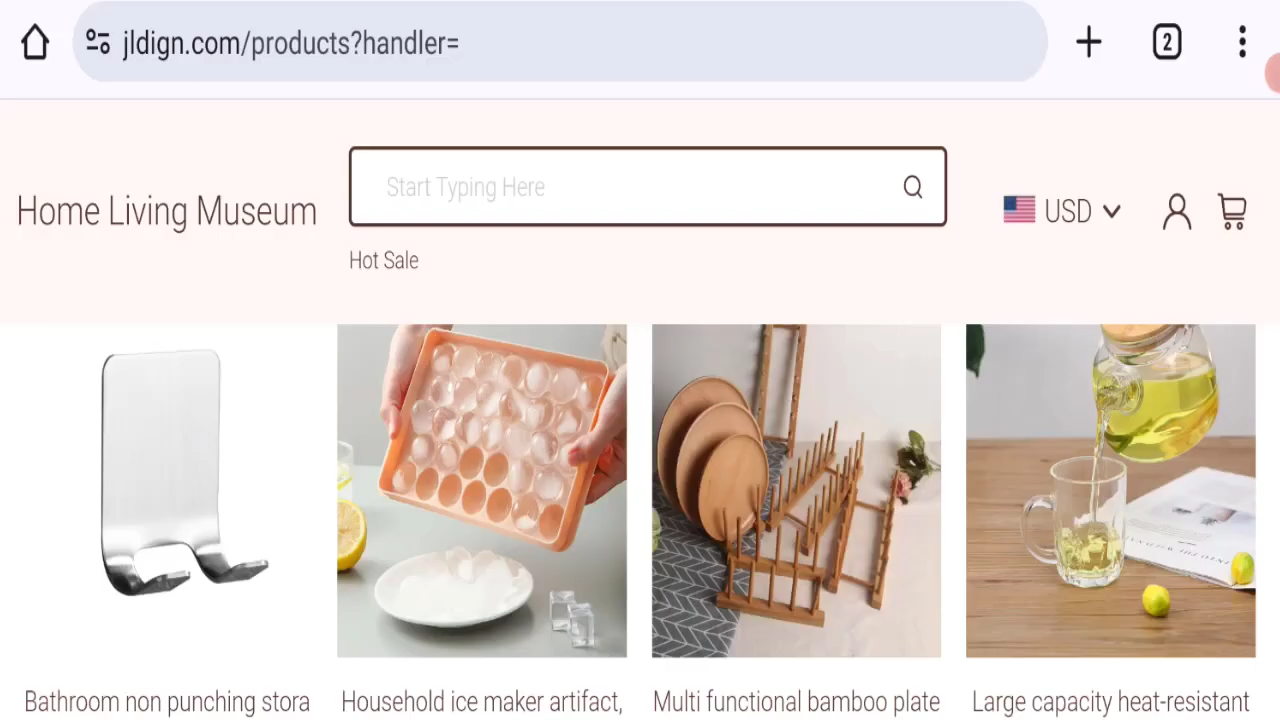 jldign.com/products?handler=
2
Home Living Museum
Start Typing Here
USD
Hot Sale
Bathroom non punching stora
Household ice maker artifact,
Multi functional bamboo plate
Large capacity heat-resistant